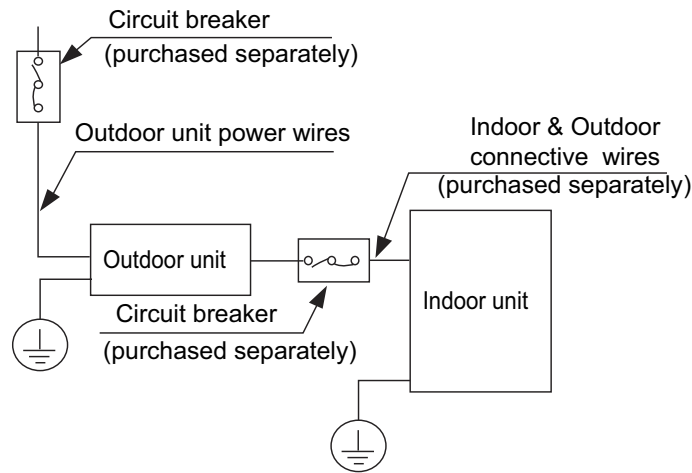 Circuit breaker
(purchased separately)
Outdoor unit power wires
Indoor & Outdoor
connective wires
(purchased separately)
Outdoor unit
Circuit breaker
(purchased separately)
Indoor unit